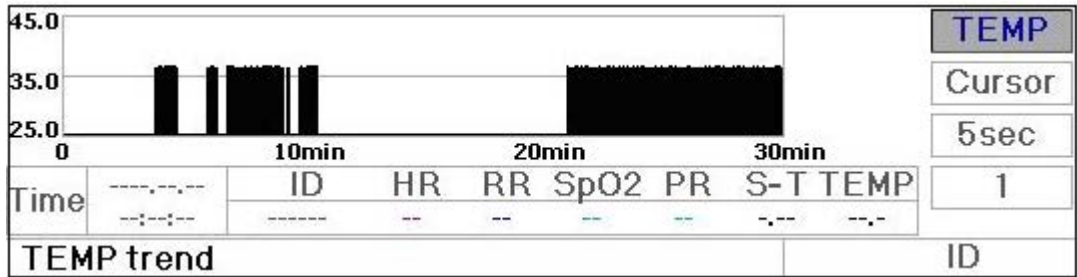 45.0
TEMP
35.0
Cursor
25.0
0 10min 20min 30min
5sec
Time ----.--.-- ID HR RR SpO2 PR S-T TEMP
1
--:--:-- ------ -- -- -- -- -.-- --.-
TEMP trend ID